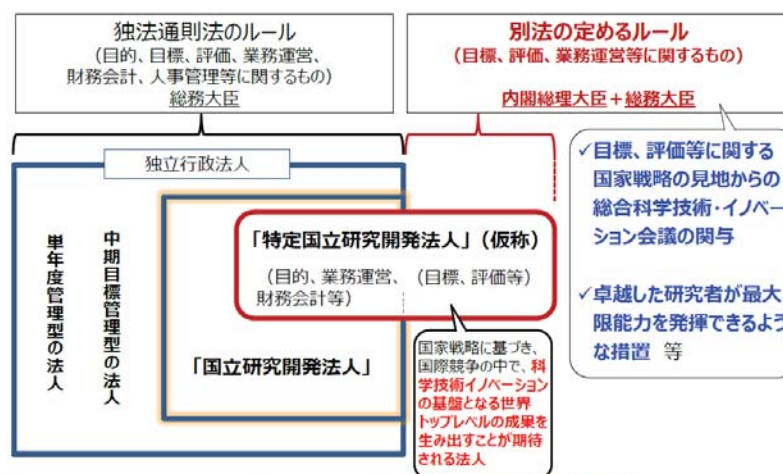 独法通則法のルール
（目的、目標、評価、業務運営、
財務会計、人事管理等に関するもの）
総務大臣
別法の定めるルール
（目標、評価、業務運営等に関するもの）
内閣総理大臣＋総務大臣
独立行政法人
単年度管理型の法人
中期目標管理型の法人
「特定国立研究開発法人」（仮称）
（目的、業務運営、
財務会計等）
（目標、評価等）
「国立研究開発法人」
国家戦略に基づき、
国際競争の中で、科
学技術イノベーション
の基盤となる世界
トップレベルの成果を
生み出すことが期待
される法人
✓目標、評価等に関する
国家戦略の見地からの
総合科学技術・イノベー
ション会議の関与
✓卓越した研究者が最大
限能力を発揮できるよう
な措置　等